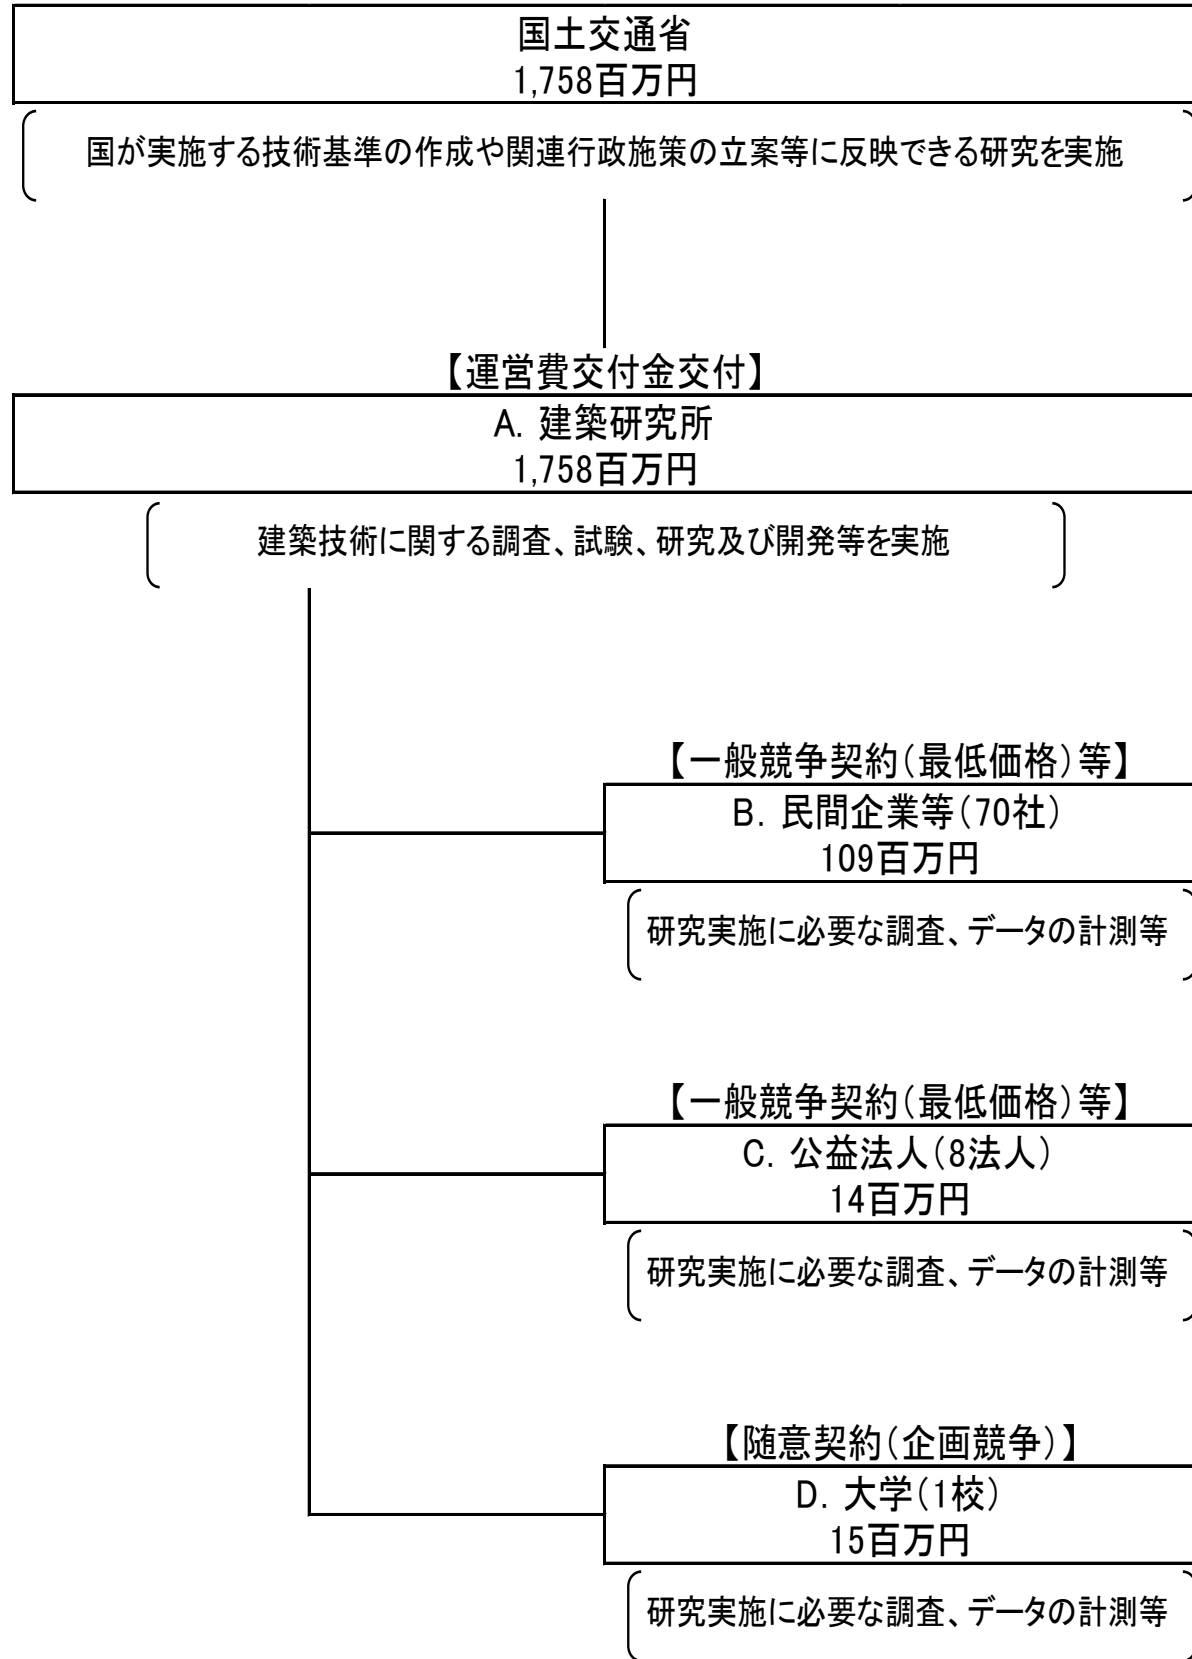 国土交通省
1,758百万円
国が実施する技術基準の作成や関連行政施策の立案等に反映できる研究を実施
【運営費交付金交付】
A. 建築研究所
1,758百万円
建築技術に関する調査、試験、研究及び開発等を実施
【一般競争契約（最低価格）等】
B. 民間企業等（70社）
109百万円
研究実施に必要な調査、データの計測等
【一般競争契約（最低価格）等】
C. 公益法人（8法人）
14百万円
研究実施に必要な調査、データの計測等
【随意契約（企画競争）】
D. 大学（1校）
15百万円
研究実施に必要な調査、データの計測等